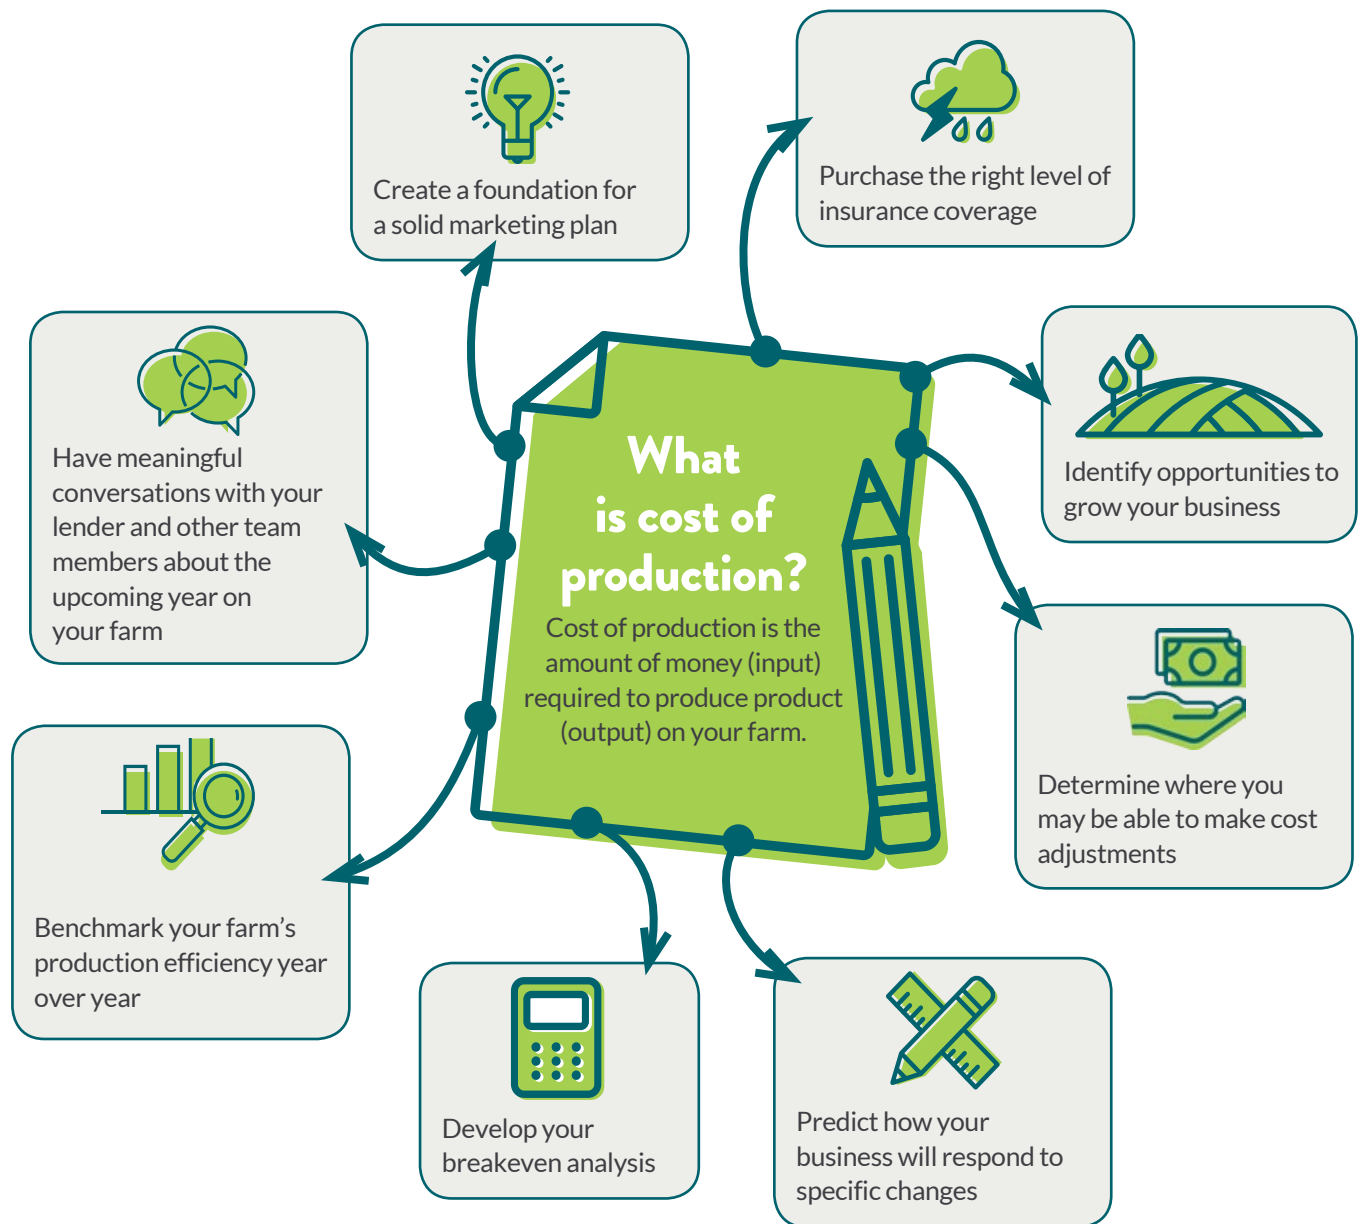 Create a foundation for
a solid marketing plan
Purchase the right level of
insurance coverage
Have meaningful
conversations with your
lender and other team
members about the
upcoming year on
your farm
What
is cost of
production?
Cost of production is the
amount of money (input)
required to produce product
(output) on your farm.
Identify opportunities to
grow your business
Determine where you
may be able to make cost
adjustments
Benchmark your farm’s
production efficiency year
over year
Develop your
breakeven analysis
Predict how your
business will respond to
specific changes